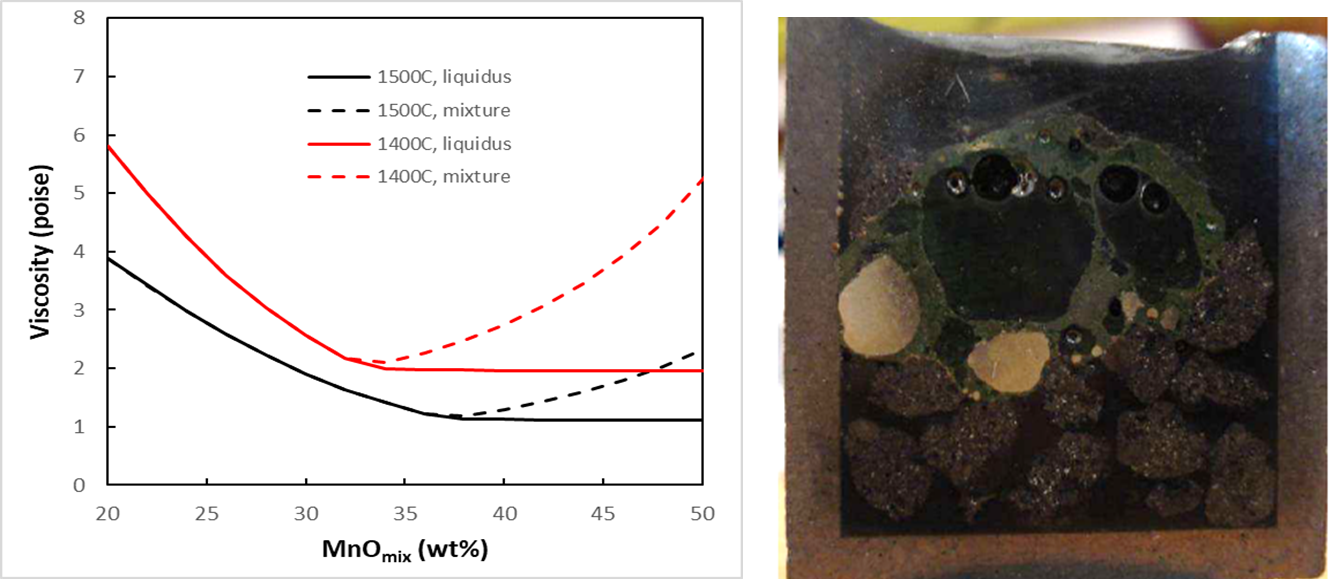 8
7
6
5
4
3
2
1
0
Viscosity (poise)
1500C, liquidus
1500C, mixture
1400C, liquidus
1400C, mixture
20 25 30 35 40 45 50
MnOmix (wt%)